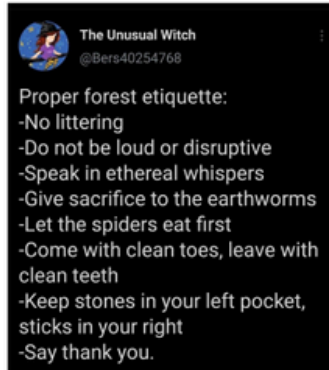 The Unusual Witch
@Bers40254768
Proper forest etiquette:
-No littering
-Do not be loud or disruptive
-Speak in ethereal whispers
-Give sacrifice to the earthworms
-Let the spiders eat first
-Come with clean toes, leave with
clean teeth
-Keep stones in your left pocket,
sticks in your right
-Say thank you.